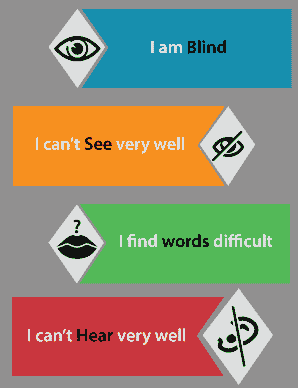 I am Blind
I can't See very well
?
I find words difficult
I can't Hear very well